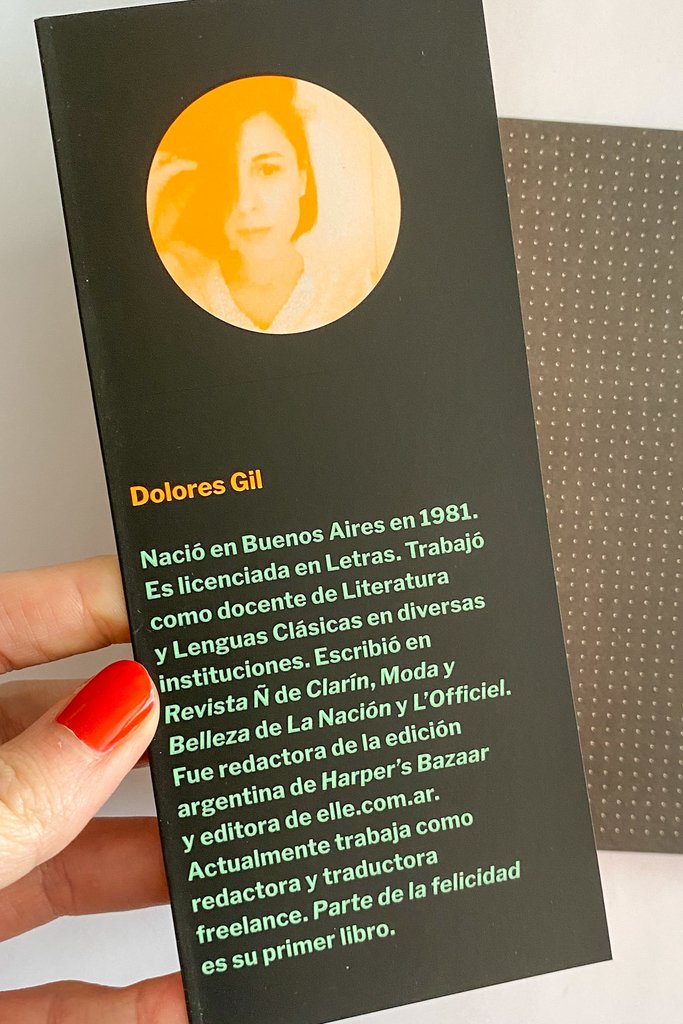 Dolores Gil
Nació en Buenos Aires en 1981.
Es licenciada en Letras. Trabajó
como docente de Literatura
y Lenguas Clásicas en diversas
instituciones. Escribió en
Revista Ñ de Clarín, Moda y
Belleza de La Nación y L'Officiel.
Fue redactora de la edición
argentina de Harper's Bazaar
y editora de elle.com.ar.
Actualmente trabaja como
redactora y traductora
freelance. Parte de la felicidad
es su primer libro.